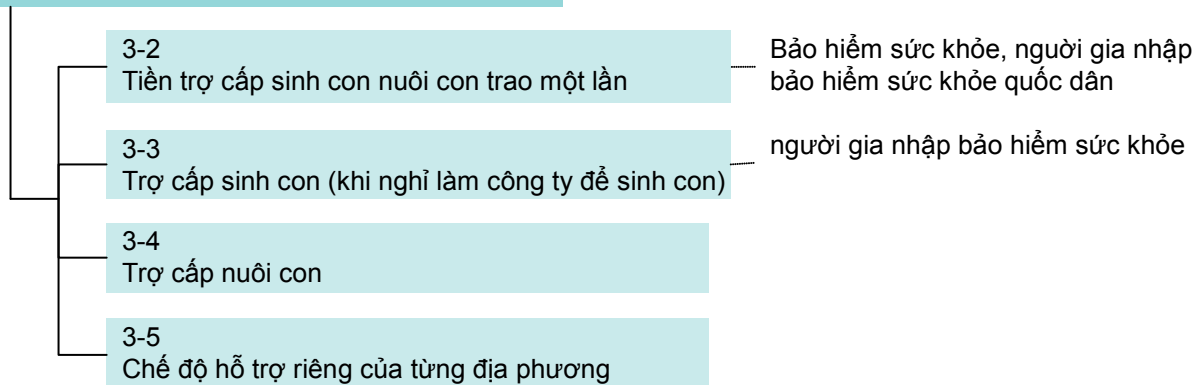 3-2
Tiền trợ cấp sinh con nuôi con trao một lần
Bảo hiểm sức khỏe, nguời gia nhập
bảo hiểm sức khỏe quốc dân
3-3
Trợ cấp sinh con (khi nghỉ làm công ty để sinh con)
người gia nhập bảo hiểm sức khỏe
3-4
Trợ cấp nuôi con
3-5
Chế độ hỗ trợ riêng của từng địa phương